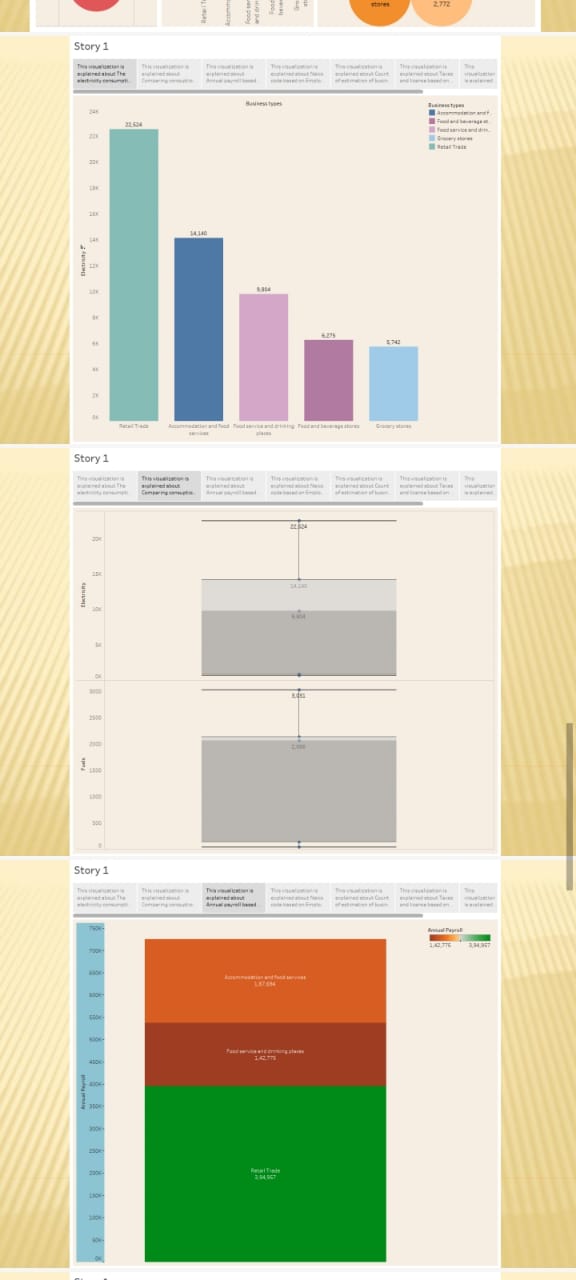 stores
2,772
Story 1
This visualization is
explained about The
electricity consumpti..
This visualization is
explained about
Comparing consuptio..
This visualization is
explained about
Annual payroll based..
This visualization is
explained about Naics
code based on Emplo..
This visualization is
explained about Count
of estimation of busin..
This visualization is
explained about Taxes
and license based on ..
This
visualization
is explained
Business types
24K
22K
20K
18K
16K
14K
12K
10K
8K
6K
4K
2K
0K
Electricity
22,524
14,140
9,804
6,275
5,742
Retail Trade
Accommodation and food
services
Food service and drinking
places
Food and beverage stores
Grocery stores
Business types
Accommodation and f..
Food and beverage st..
Food service and drin..
Grocery stores
Retail Trade
Story 1
This visualization is
explained about The
electricity consumpti..
This visualization is
explained about
Comparing consuptio..
This visualization is
explained about
Annual payroll based..
This visualization is
explained about Naics
code based on Emplo..
This visualization is
explained about Count
of estimation of busin..
This visualization is
explained about Taxes
and license based on ..
This
visualization
is explained
Electricity
20K
15K
10K
5K
0K
22,524
14,140
9,804
Fuels
3000
2500
2000
1500
1000
500
0
Story 1
This visualization is
explained about The
electricity consumpti..
This visualization is
explained about
Comparing consuptio..
This visualization is
explained about
Annual payroll based..
This visualization is
explained about Naics
code based on Emplo..
This visualization is
explained about Count
of estimation of busin..
This visualization is
explained about Taxes
and license based on ..
This
visualization
is explained
Annual Payroll
750K
700K
650K
600K
550K
500K
450K
400K
350K
300K
250K
200K
150K
100K
50K
0K
Accommodation and food services
Food service and drinking places
1,42,775
Retail Trade
3,94,957
Annual Payroll
1,42,775
3,94,957